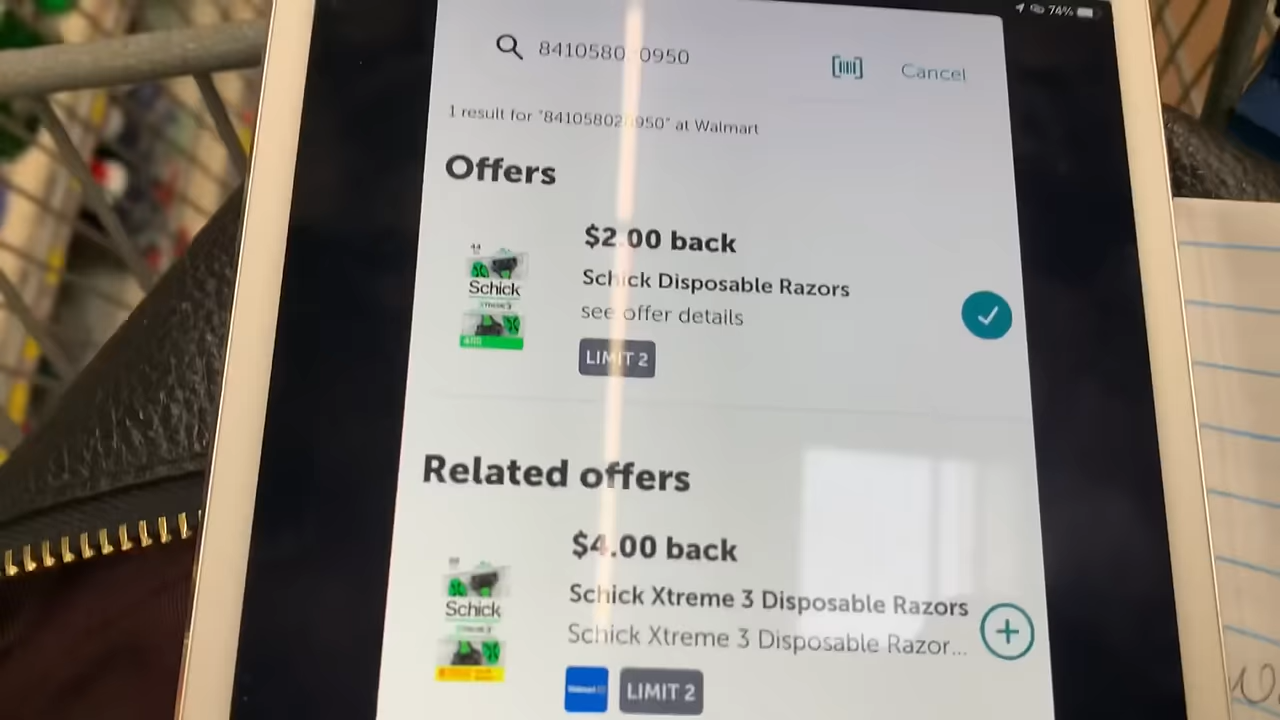 74%
8410580 0950
Cancel
1 result for "841058020950" at Walmart
Offers
$2.00 back
Schick Disposable Razors
see offer details
LIMIT 2
Schick
Related offers
$4.00 back
Schick Xtreme 3 Disposable Razors
Schick Xtreme 3 Disposable Razor...
Schick
Walmart
LIMIT 2